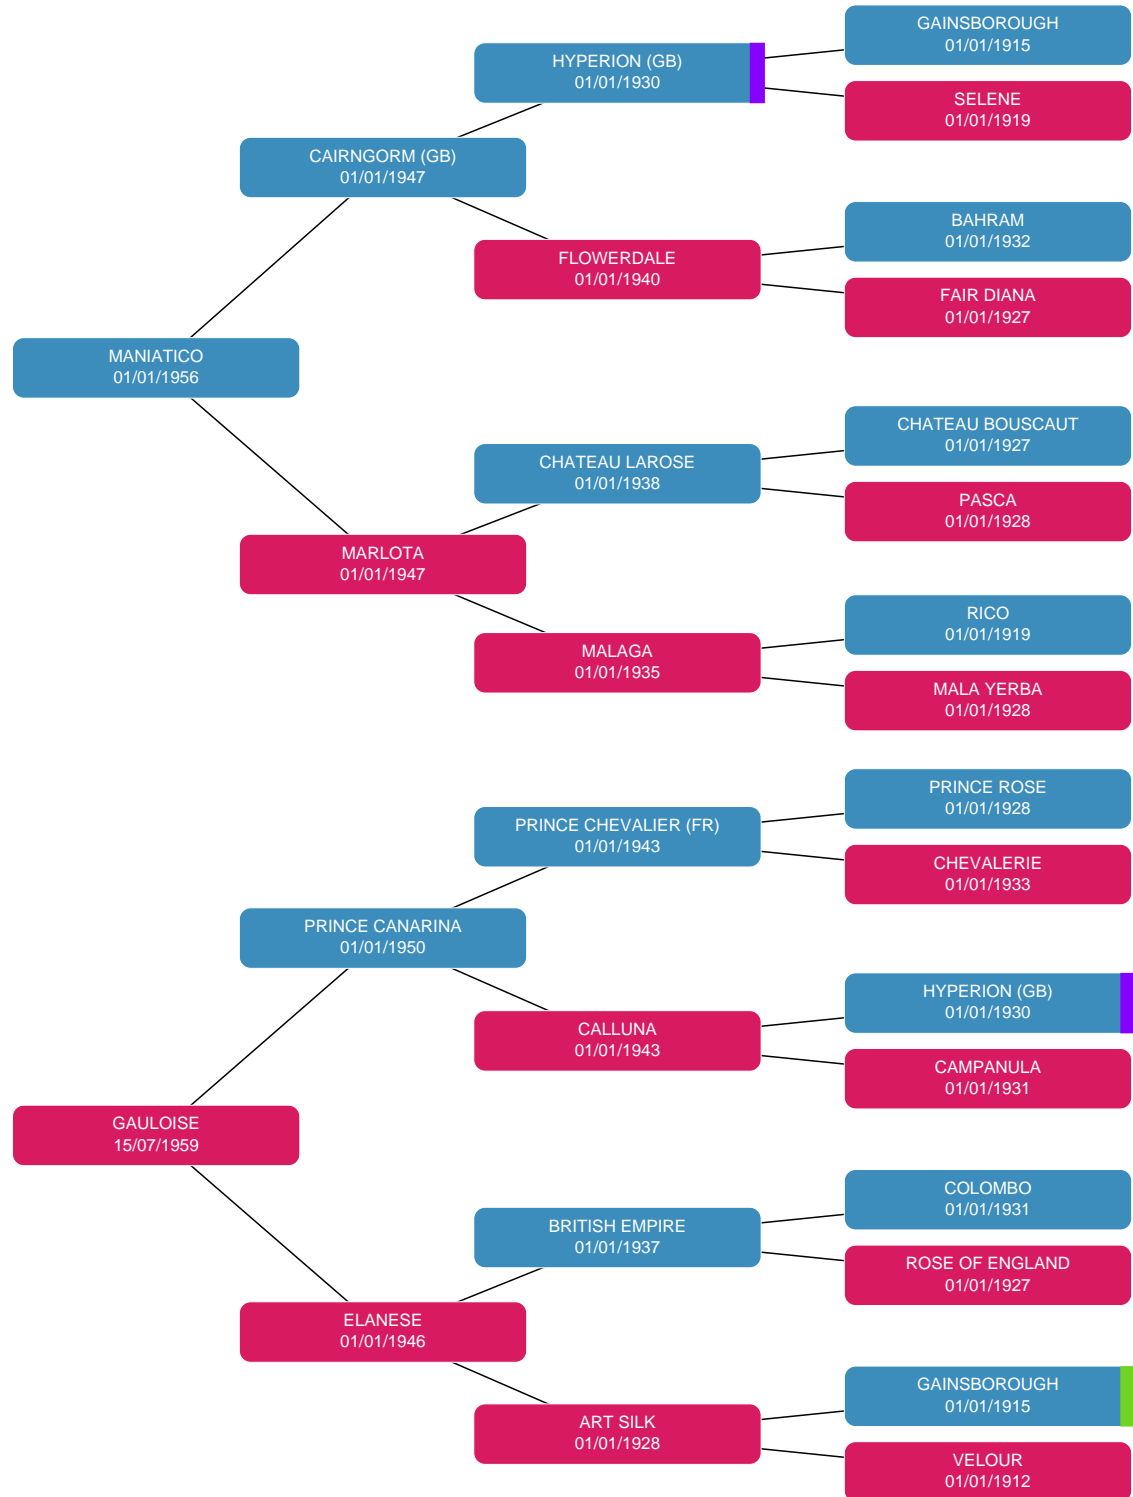 GAINSBOROUGH
01/01/1915
HYPERION (GB)
01/01/1930
SELENE
01/01/1919
CAIRNGORM (GB)
01/01/1947
BAHRAM
01/01/1932
FLOWERDALE
01/01/1940
FAIR DIANA
01/01/1927
MANIATICO
01/01/1956
CHATEAU BOUSCAUT
01/01/1927
CHATEAU LAROSE
01/01/1938
PASCA
01/01/1928
MARLOTA
01/01/1947
RICO
01/01/1919
MALAGA
01/01/1935
MALA YERBA
01/01/1928
PRINCE ROSE
01/01/1928
PRINCE CHEVALIER (FR)
01/01/1943
CHEVALERIE
01/01/1933
PRINCE CANARINA
01/01/1950
HYPERION (GB)
01/01/1930
CALLUNA
01/01/1943
CAMPANULA
01/01/1931
GAULOISE
15/07/1959
COLOMBO
01/01/1931
BRITISH EMPIRE
01/01/1937
ROSE OF ENGLAND
01/01/1927
ELANESE
01/01/1946
GAINSBOROUGH
01/01/1915
ART SILK
01/01/1928
VELOUR
01/01/1912